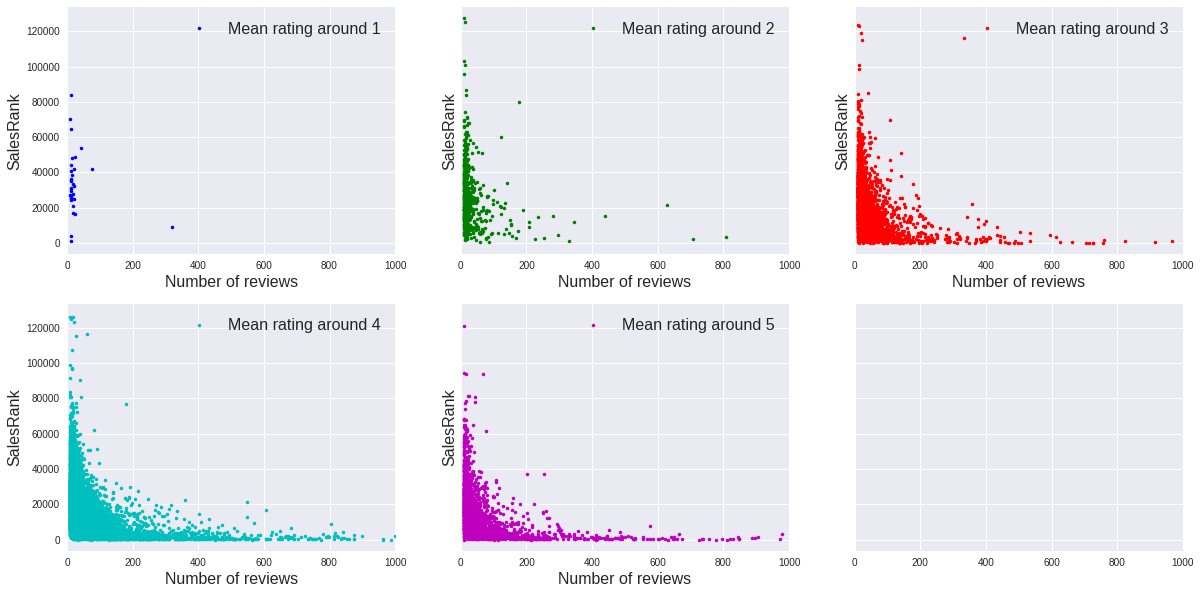 Mean rating around 1
SalesRank
120000
100000
80000
60000
40000
20000
0
0 200 400 600 800 1000
Number of reviews
Mean rating around 2
SalesRank
0 200 400 600 800 1000
Number of reviews
Mean rating around 3
SalesRank
0 200 400 600 800 1000
Number of reviews
Mean rating around 4
SalesRank
120000
100000
80000
60000
40000
20000
0
0 200 400 600 800 1000
Number of reviews
Mean rating around 5
SalesRank
0 200 400 600 800 1000
Number of reviews
0 200 400 600 800 1000